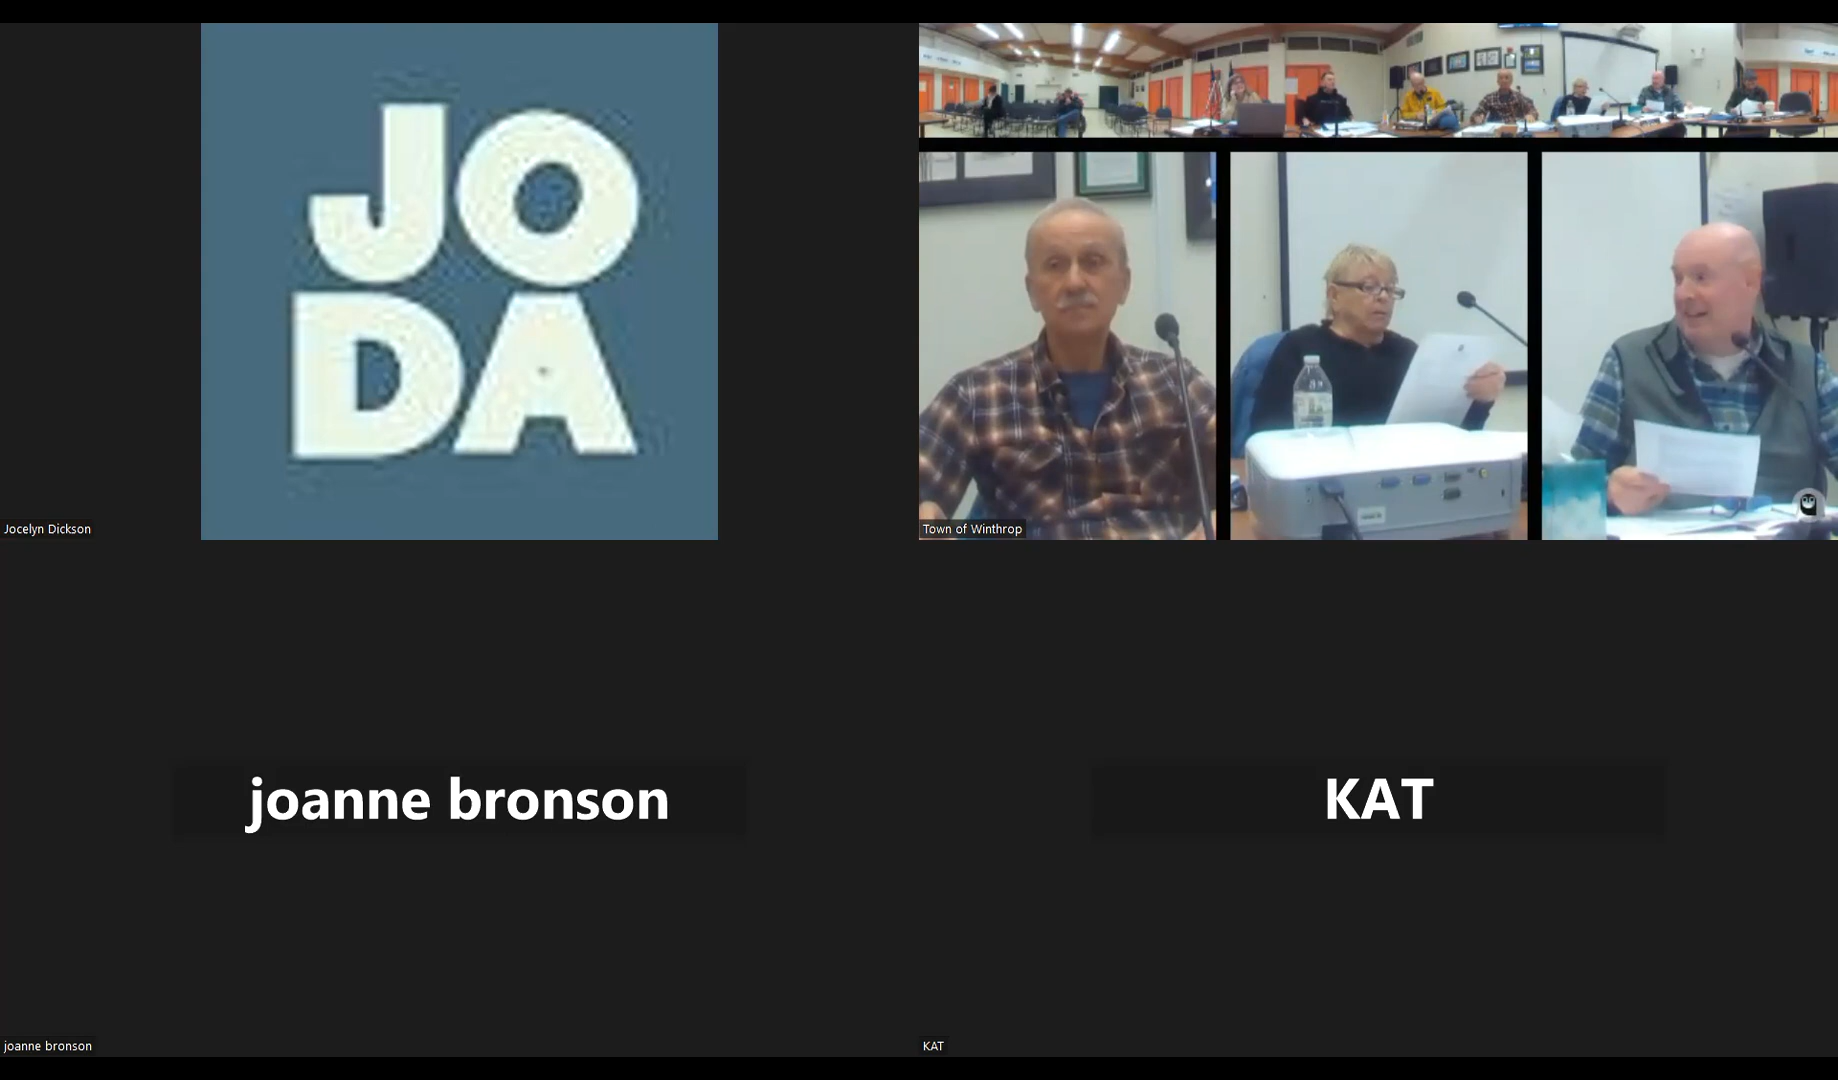 JO
DA
Jocelyn Dickson
Town of Winthrop
joanne bronson
KAT
joanne bronson
KAT